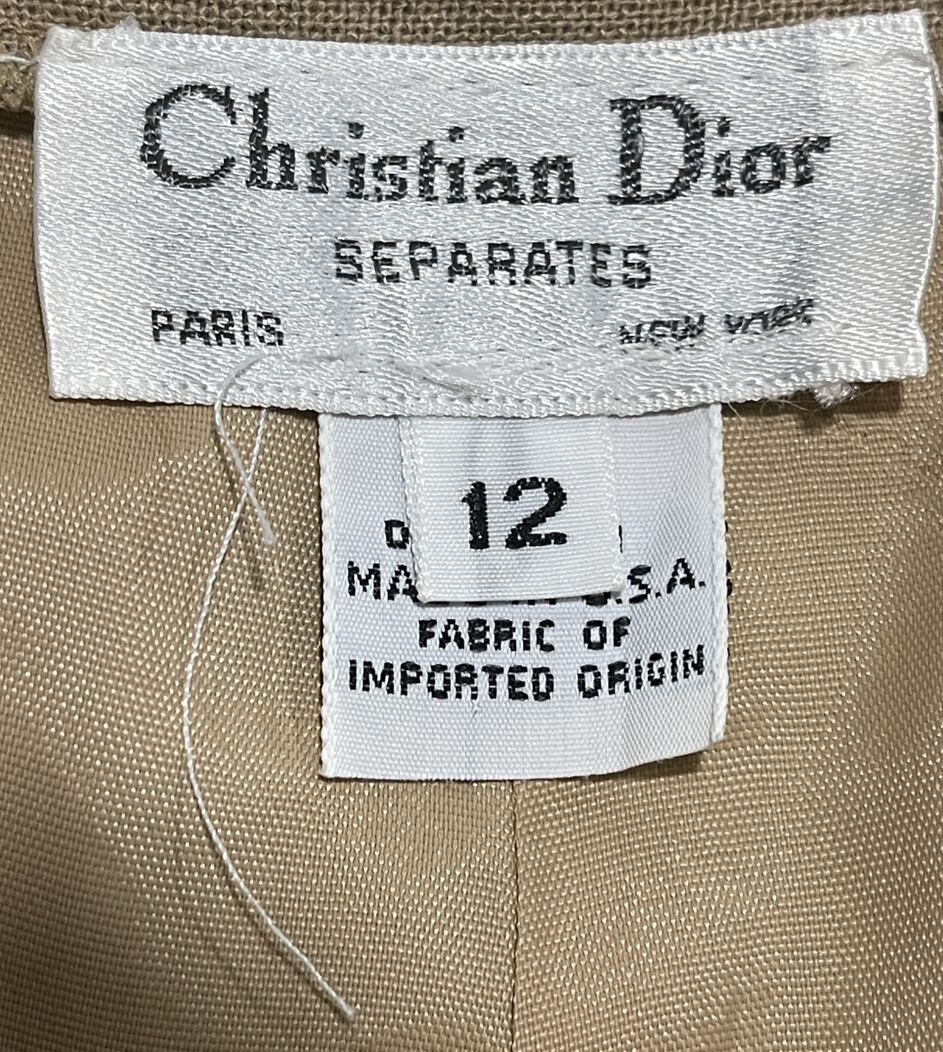 Christian Dior
SEPARATES
PARIS NEW YORK
12
U.S.A.
FABRIC OF
IMPORTED ORIGIN